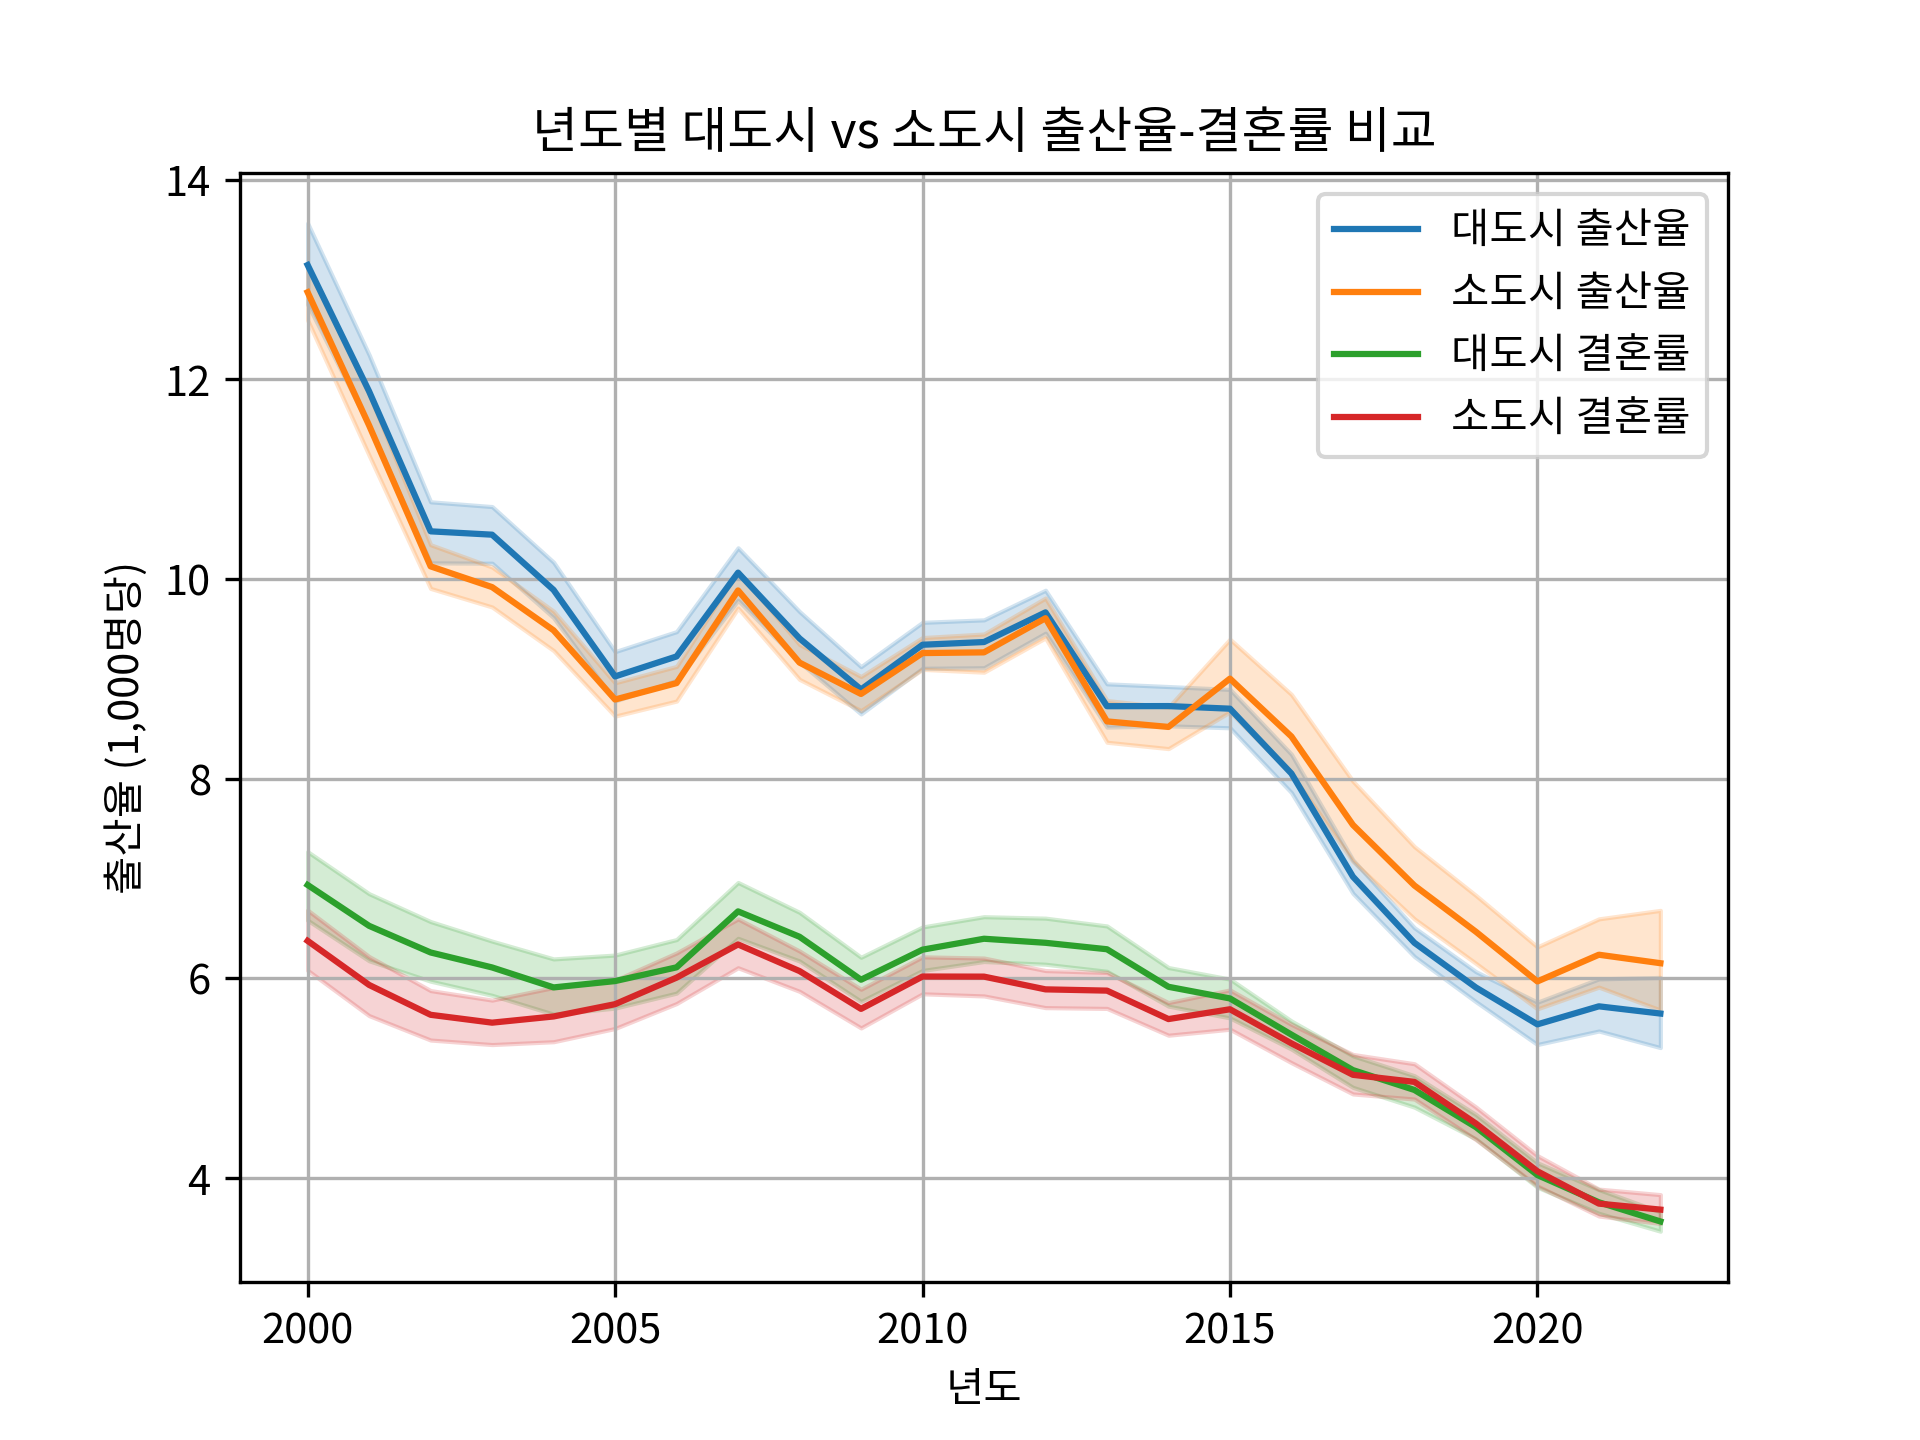 년도별 대도시 vs 소도시 출산율-결혼률 비교
14
12
10
8
6
4
출산율 (1,000명당)
대도시 출산율
소도시 출산율
대도시 결혼률
소도시 결혼률
2000 2005 2010 2015 2020
년도